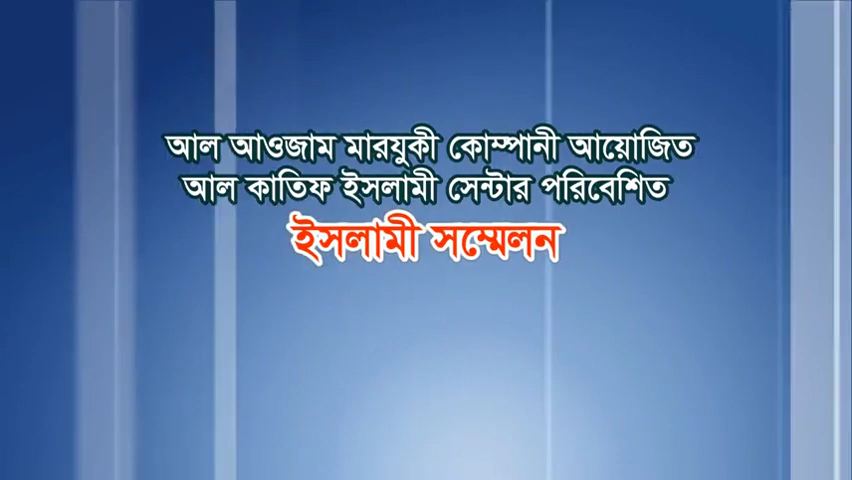 আল আওজাম মারযুকী কোম্পানী আয়োজিত
আল কাতিফ ইসলামী সেন্টার পরিবেশিত
ইসলামী সম্মেলন